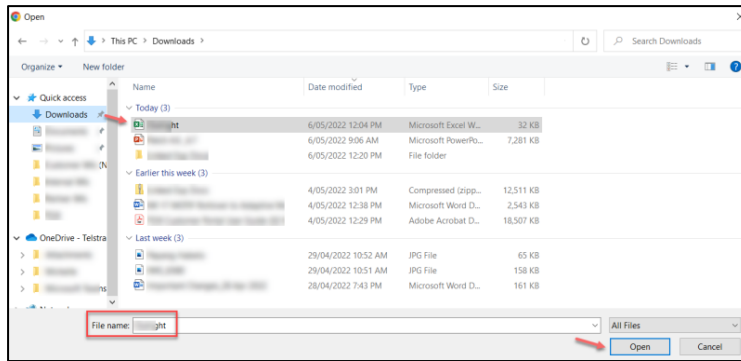 Open
This PC > Downloads >
Search Downloads
Organize New folder
Name Date modified Type Size
Quick access
Downloads
Today (3)
ht 6/05/2022 12:04 PM Microsoft Excel W... 32 KB
6/05/2022 9:06 AM Microsoft PowerPo... 7,281 KB
6/05/2022 12:20 PM File folder
Earlier this week (3)
4/05/2022 3:01 PM Compressed (zipp... 12,511 KB
4/05/2022 12:38 PM Microsoft Word D... 2,543 KB
4/05/2022 12:29 PM Adobe Acrobat D... 18,507 KB
OneDrive - Telstra
Last week (3)
29/04/2022 10:52 AM JPG File 65 KB
29/04/2022 10:51 AM JPG File 158 KB
28/04/2022 7:43 PM Microsoft Word D... 161 KB
File name: ght All Files
Open Cancel